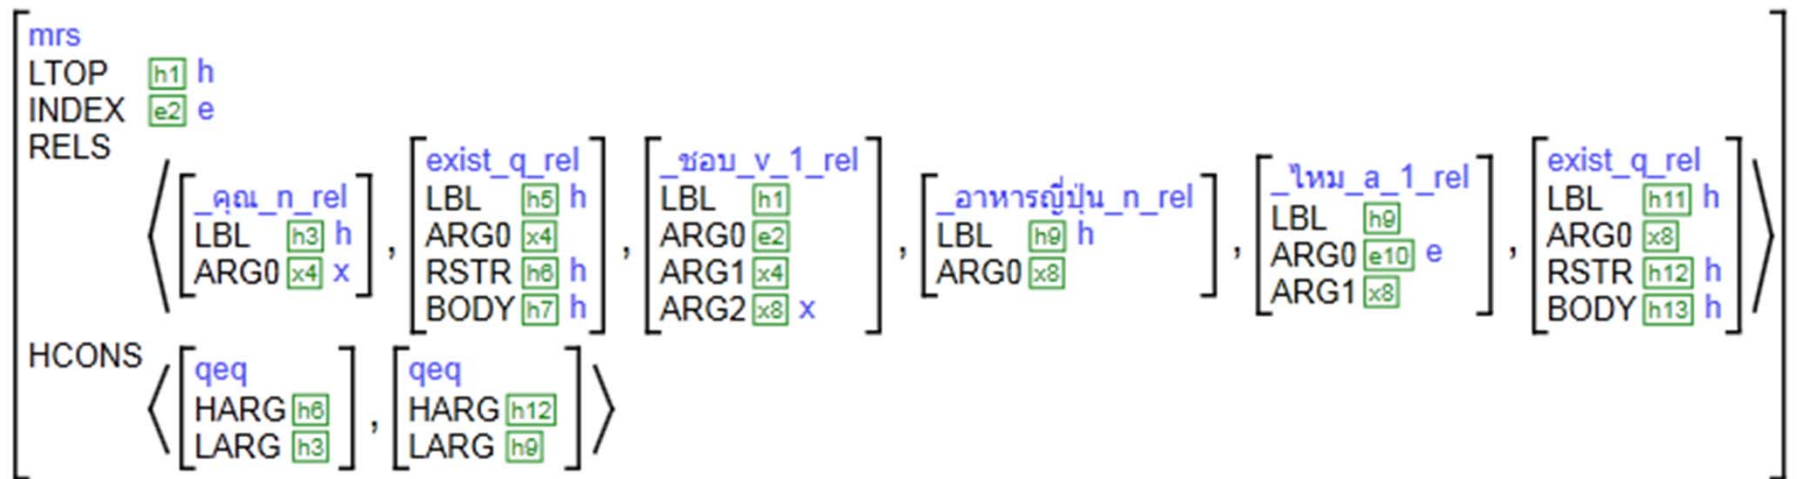 mrs
LTOP h1 h
INDEX e2 e
RELS
_คุณ_n_rel
LBL h3 h
ARG0 x4 x
,
exist_q_rel
LBL h5 h
ARG0 x4
RSTR h6 h
BODY h7 h
,
_ชอบ_v_1_rel
LBL h1
ARG0 e2
ARG1 x4
ARG2 x8 x
,
_อาหารญี่ปุ่น_n_rel
LBL h9 h
ARG0 x8
,
_ไหม_a_1_rel
LBL h9
ARG0 e10 e
ARG1 x8
,
exist_q_rel
LBL h11 h
ARG0 x8
RSTR h12 h
BODY h13 h
HCONS
qeq
HARG h6
LARG h3
,
qeq
HARG h12
LARG h9